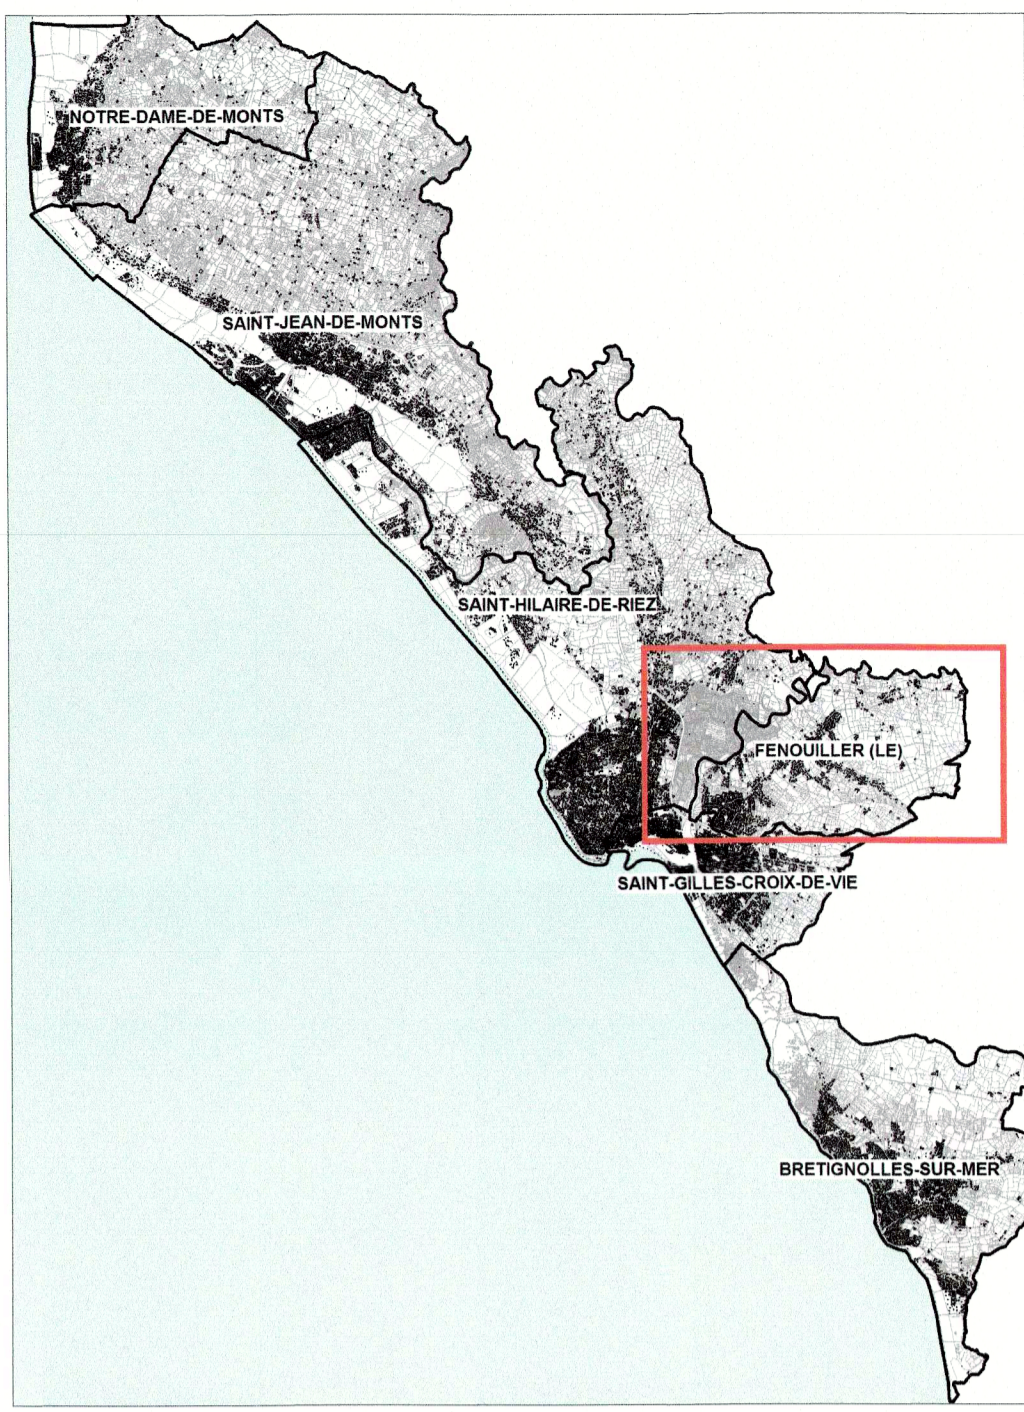 NOTRE-DAME-DE-MONTS
SAINT-JEAN-DE-MONTS
SAINT-HILAIRE-DE-RIEZ
FENOUILLER (LE)
SAINT-GILLES-CROIX-DE-VIE
BRETIGNOLLES-SUR-MER